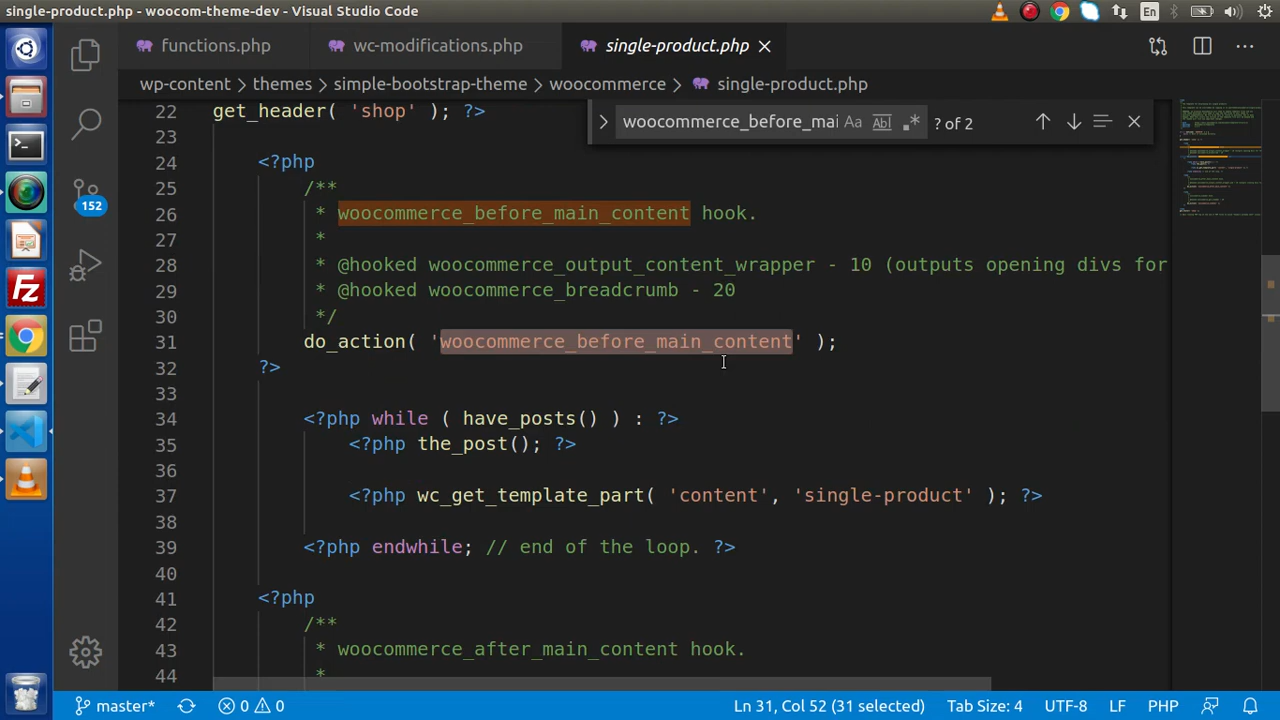 single-product.php - woocom-theme-dev - Visual Studio Code
En
functions.php
wc-modifications.php
single-product.php
wp-content themes simple-bootstrap-theme woocommerce single-product.php
woocommerce_before_mai Aa Abl .* ? of 2
22 get_header( 'shop' ); ?>
23
24 <?php
25 /**
26 * woocommerce_before_main_content hook.
27 *
28 * @hooked woocommerce_output_content_wrapper - 10 (outputs opening divs for
29 * @hooked woocommerce_breadcrumb - 20
30 */
31 do_action( 'woocommerce_before_main_content' );
32 ?>
33
34 <?php while ( have_posts() ) : ?>
35 <?php the_post(); ?>
36
37 <?php wc_get_template_part( 'content', 'single-product' ); ?>
38
39 <?php endwhile; // end of the loop. ?>
40
41 <?php
42 /**
43 * woocommerce_after_main_content hook.
44 *
152
Fz
master* 0 0 Ln 31, Col 52 (31 selected) Tab Size: 4 UTF-8 LF PHP